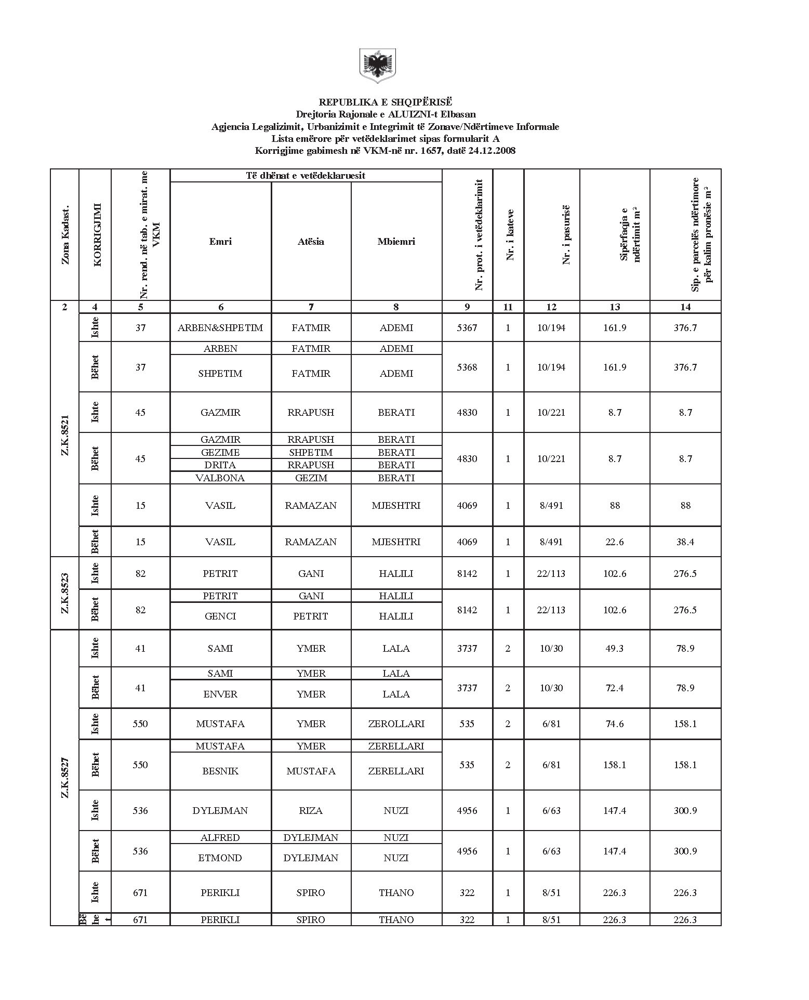 REPUBLIKA E SHQIPËRISË
Drejtoria Rajonale e ALUIZNI-t Elbasan
Agjencia Legalizimit, Urbanizimit e Integrimit të Zonave/Ndërtimeve Informale
Lista emërore për vetëdeklarimet sipas formularit A
Korrigjime gabimesh në VKM-në nr. 1657, datë 24.12.2008
Zona Kadast.
KORRIGJIMI
Nr. rend. në tab. e mirat. me
VKM
Të dhënat e vetëdeklaruesit
Emri
Atësia
Mbiemri
Nr. prot. i vetëdeklarimit
Nr. i kateve
Nr. i pasurisë
Sipërfaqja e
ndërtimit m²
Sip. e parcelës ndërtimore
për kalim pronësie m²
2 4 5 6 7 8 9 11 12 13 14
Z.K.8521
Ishte 37 ARBEN&SHPETIM FATMIR ADEMI 5367 1 10/194 161.9 376.7
ARBEN FATMIR ADEMI
Bëhet 37 5368 1 10/194 161.9 376.7
SHPETIM FATMIR ADEMI
Ishte 45 GAZMIR RRAPUSH BERATI 4830 1 10/221 8.7 8.7
GAZMIR RRAPUSH BERATI
GEZIME SHPETIM BERATI
Bëhet 45 4830 1 10/221 8.7 8.7
DRITA RRAPUSH BERATI
VALBONA GEZIM BERATI
Ishte 15 VASIL RAMAZAN MJESHTRI 4069 1 8/491 88 88
Bëhet 15 VASIL RAMAZAN MJESHTRI 4069 1 8/491 22.6 38.4
Z.K.8523
Ishte 82 PETRIT GANI HALILI 8142 1 22/113 102.6 276.5
PETRIT GANI HALILI
Bëhet 82 8142 1 22/113 102.6 276.5
GENCI PETRIT HALILI
Z.K.8527
Ishte 41 SAMI YMER LALA 3737 2 10/30 49.3 78.9
SAMI YMER LALA
Bëhet 41 3737 2 10/30 72.4 78.9
ENVER YMER LALA
Ishte 550 MUSTAFA YMER ZEROLLARI 535 2 6/81 74.6 158.1
MUSTAFA YMER ZERELLARI
Bëhet 550 535 2 6/81 158.1 158.1
BESNIK MUSTAFA ZERELLARI
Ishte 536 DYLEJMAN RIZA NUZI 4956 1 6/63 147.4 300.9
ALFRED DYLEJMAN NUZI
Bëhet 536 4956 1 6/63 147.4 300.9
ETMOND DYLEJMAN NUZI
Ishte 671 PERIKLI SPIRO THANO 322 1 8/51 226.3 226.3
Bë
he
t 671 PERIKLI SPIRO THANO 322 1 8/51 226.3 226.3